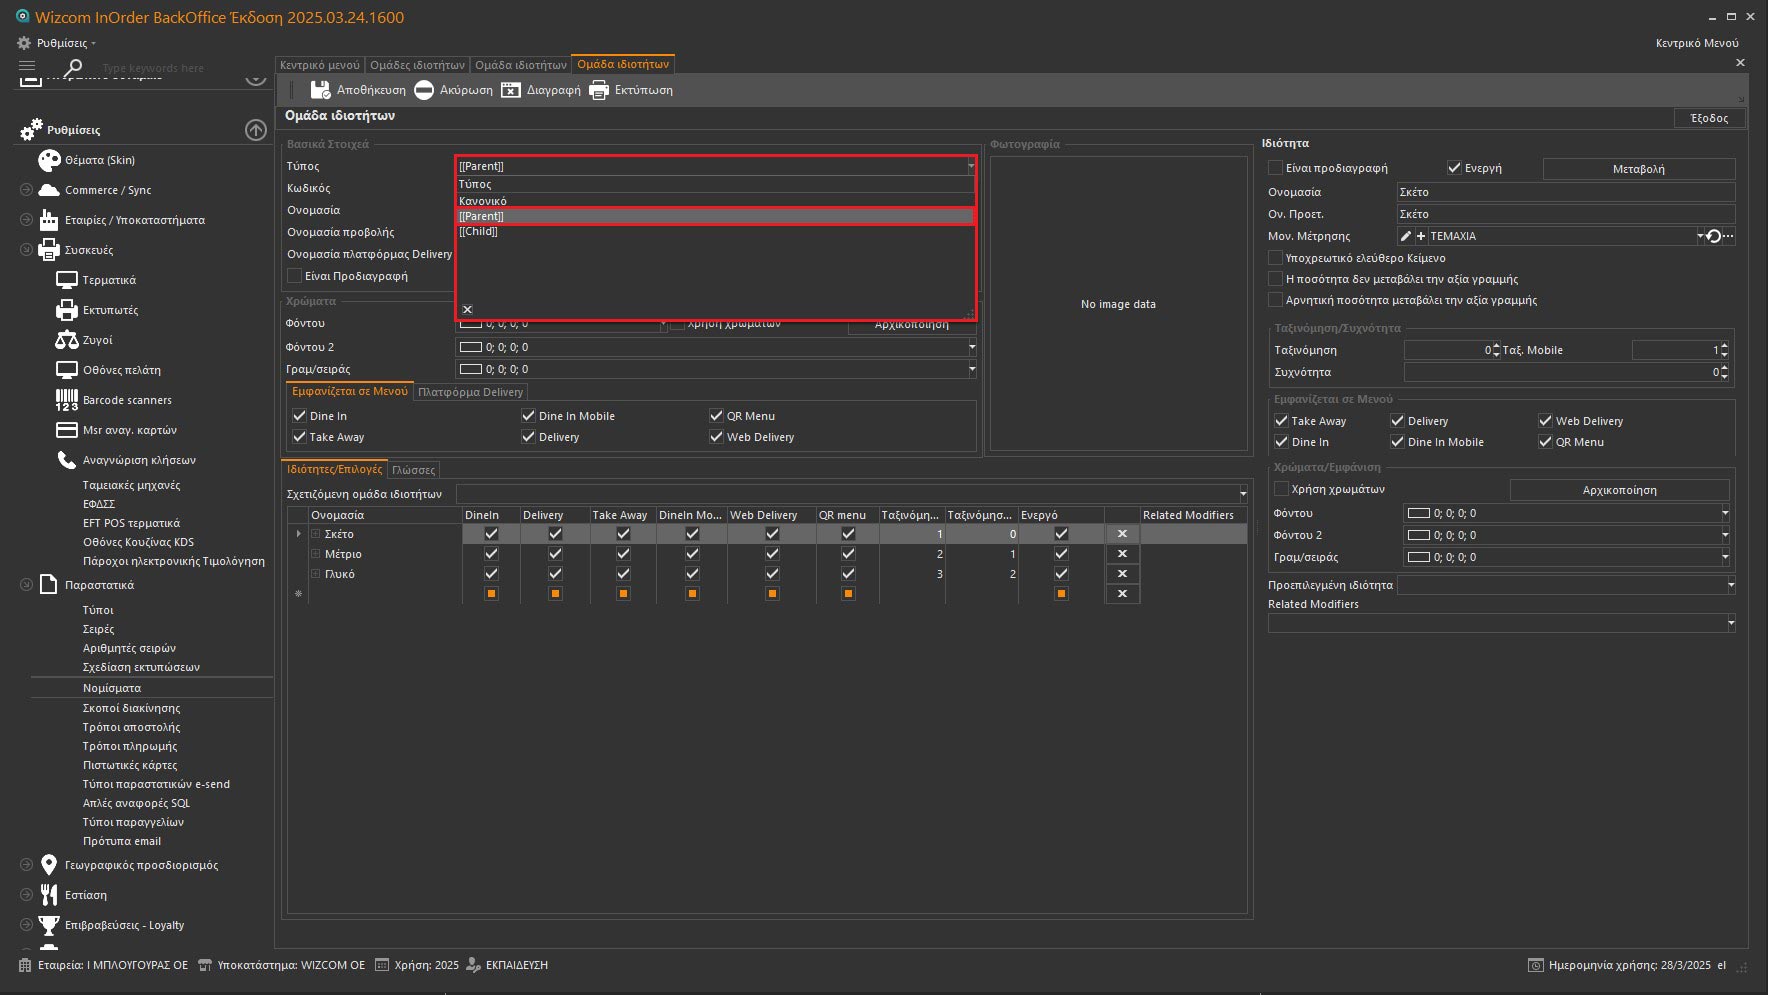 Wizcom InOrder BackOffice Έκδοση 2025.03.24.1600
Ρυθμίσεις
Κεντρικό Μενού
Type keywords here
Κεντρικό μενού
Ομάδες ιδιοτήτων
Ομάδα ιδιοτήτων
Ομάδα ιδιοτήτων
Αποθήκευση
Ακύρωση
Διαγραφή
Εκτύπωση
Ομάδα ιδιοτήτων
Έξοδος
Ρυθμίσεις
Θέματα (Skin)
Commerce / Sync
Εταιρίες / Υποκαταστήματα
Συσκευές
Τερματικά
Εκτυπωτές
Ζυγοί
Οθόνες πελάτη
Barcode scanners
Msr αναγ. καρτών
Αναγνώριση κλήσεων
Ταμειακές μηχανές
ΕΦΔΣΣ
EFT POS τερματικά
Οθόνες Κουζίνας KDS
Πάροχοι ηλεκτρονικής Τιμολόγηση
Παραστατικά
Τύποι
Σειρές
Αριθμητές σειρών
Σχεδίαση εκτυπώσεων
Νομίσματα
Σκοποί διακίνησης
Τρόποι αποστολής
Τρόποι πληρωμής
Πιστωτικές κάρτες
Τύποι παραστατικών e-send
Απλές αναφορές SQL
Τύποι παραγγελίων
Πρότυπα email
Γεωγραφικός προσδιορισμός
Εστίαση
Επιβραβεύσεις - Loyalty
Βασικά Στοιχεά
Τύπος
[[Parent]]
Τύπος
Κωδικός
Κανονικό
Ονομασία
[[Parent]]
Ονομασία προβολής
[[Child]]
Ονομασία πλατφόρμας Delivery
Είναι Προδιαγραφή
Χρώματα
Φόντου
0; 0; 0; 0
Χρήση χρωμάτων
Αρχικοποίηση
Φόντου 2
0; 0; 0; 0
Γραμ/σειράς
0; 0; 0; 0
Εμφανίζεται σε Μενού
Πλατφόρμα Delivery
Dine In
Dine In Mobile
QR Menu
Take Away
Delivery
Web Delivery
Φωτογραφία
No image data
Ιδιότητες/Επιλογές
Γλώσσες
Σχετιζόμενη ομάδα ιδιοτήτων
Ονομασία DineIn Delivery Take Away DineIn Mo... Web Delivery QR menu Ταξινόμη... Ταξινόμησ... Ενεργό Related Modifiers
Σκέτο 1 0
Μέτριο 2 1
Γλυκό 3 2
Ιδιότητα
Είναι προδιαγραφή
Ενεργή
Μεταβολή
Ονομασία
Σκέτο
Ον. Προετ.
Σκέτο
Μον. Μέτρησης
ΤΕΜΑΧΙΑ
Υποχρεωτικό ελεύθερο Κείμενο
Η ποσότητα δεν μεταβάλει την αξία γραμμής
Αρνητική ποσότητα μεταβάλει την αξία γραμμής
Ταξινόμηση/Συχνότητα
Ταξινόμηση
0
Ταξ. Mobile
1
Συχνότητα
0
Εμφανίζεται σε Μενού
Take Away
Delivery
Web Delivery
Dine In
Dine In Mobile
QR Menu
Χρώματα/Εμφάνιση
Χρήση χρωμάτων
Αρχικοποίηση
Φόντου
0; 0; 0; 0
Φόντου 2
0; 0; 0; 0
Γραμ/σειράς
0; 0; 0; 0
Προεπιλεγμένη ιδιότητα
Related Modifiers
Εταιρεία: Ι ΜΠΛΟΥΓΟΥΡΑΣ ΟΕ
Υποκατάστημα: WIZCOM OE
Χρήση: 2025
ΕΚΠΑΙΔΕΥΣΗ
Ημερομηνία χρήσης: 28/3/2025 el